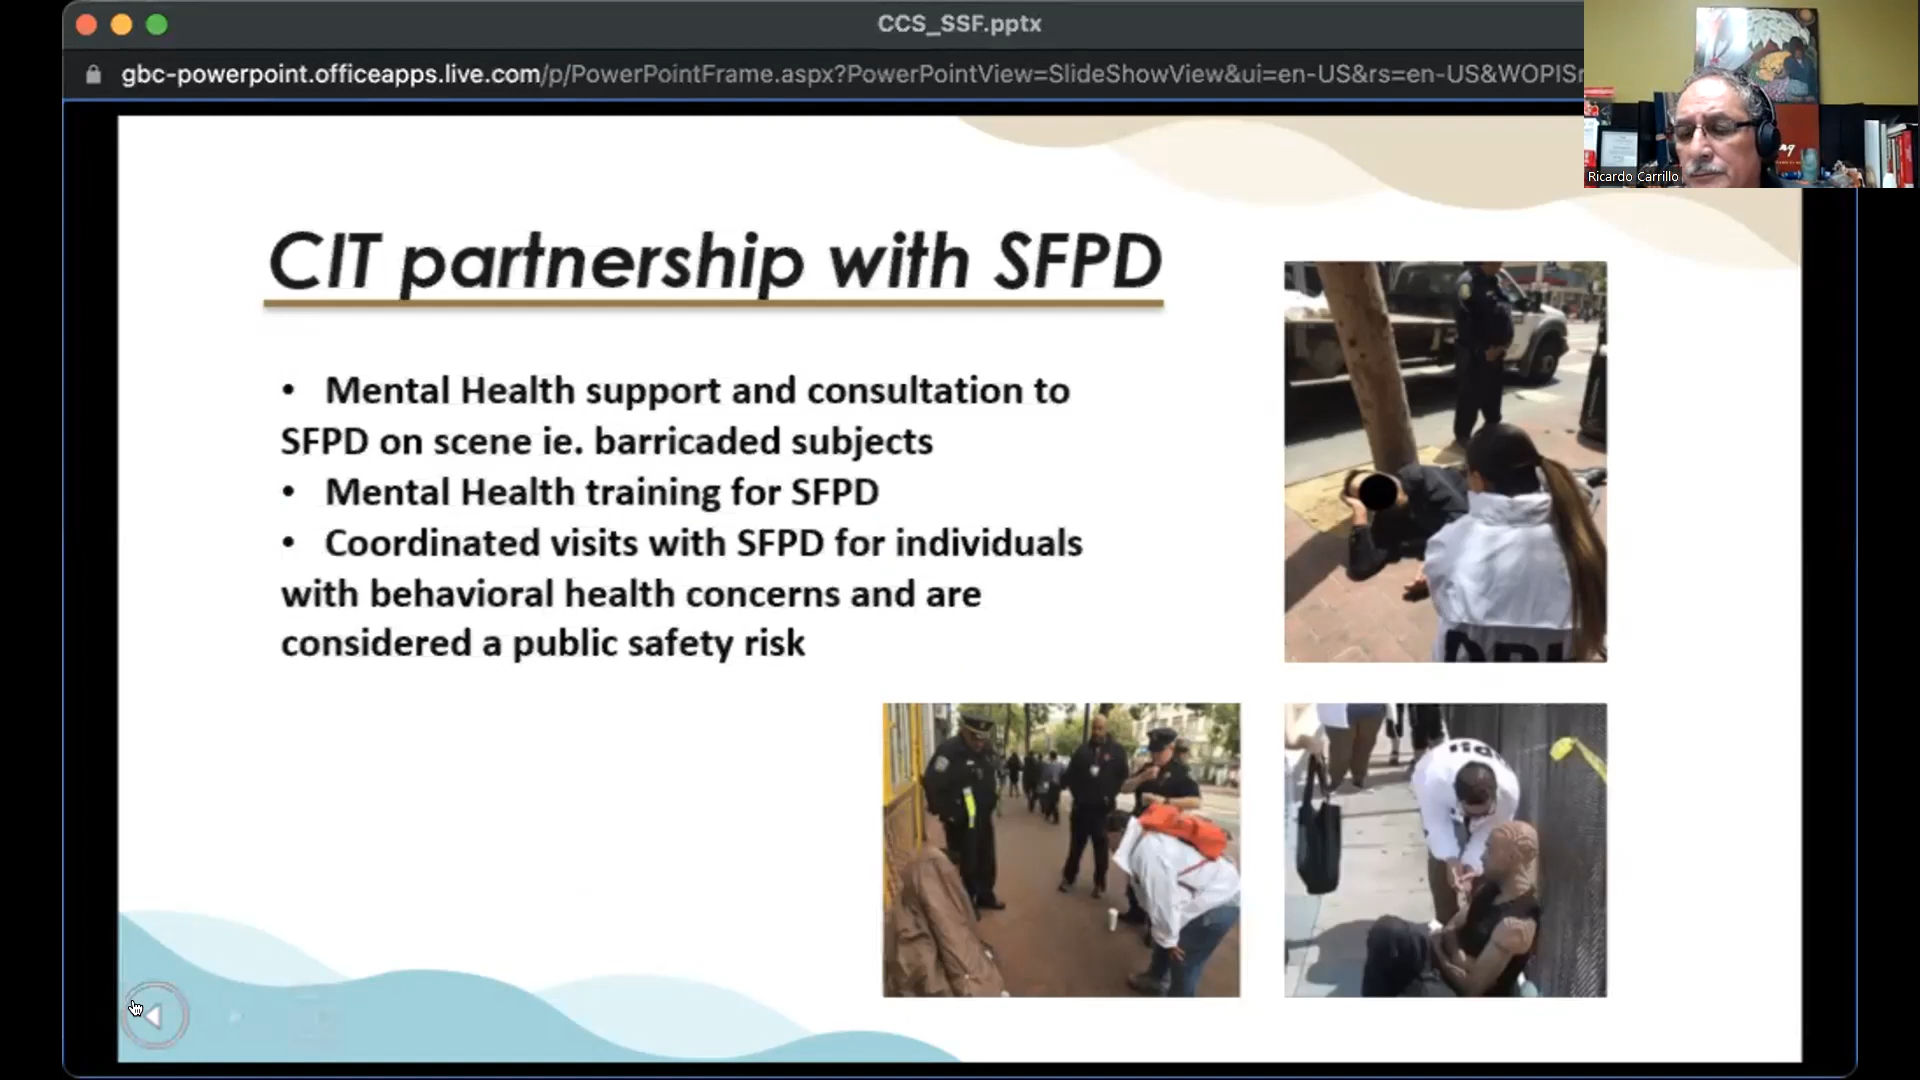 CCS_SSF.pptx
gbc-powerpoint.officeapps.live.com/p/PowerPointFrame.aspx?PowerPointView=SlideShowView&ui=en-US&rs=en-US&WOPISr
Ricardo Carrillo
CIT partnership with SFPD
• Mental Health support and consultation to
SFPD on scene ie. barricaded subjects
• Mental Health training for SFPD
• Coordinated visits with SFPD for individuals
with behavioral health concerns and are
considered a public safety risk